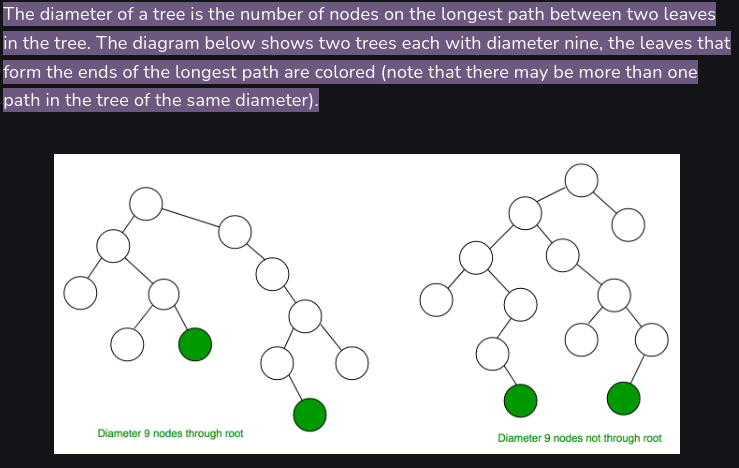 The diameter of a tree is the number of nodes on the longest path between two leaves
in the tree. The diagram below shows two trees each with diameter nine, the leaves that
form the ends of the longest path are colored (note that there may be more than one
path in the tree of the same diameter).
Diameter 9 nodes through root
Diameter 9 nodes not through root